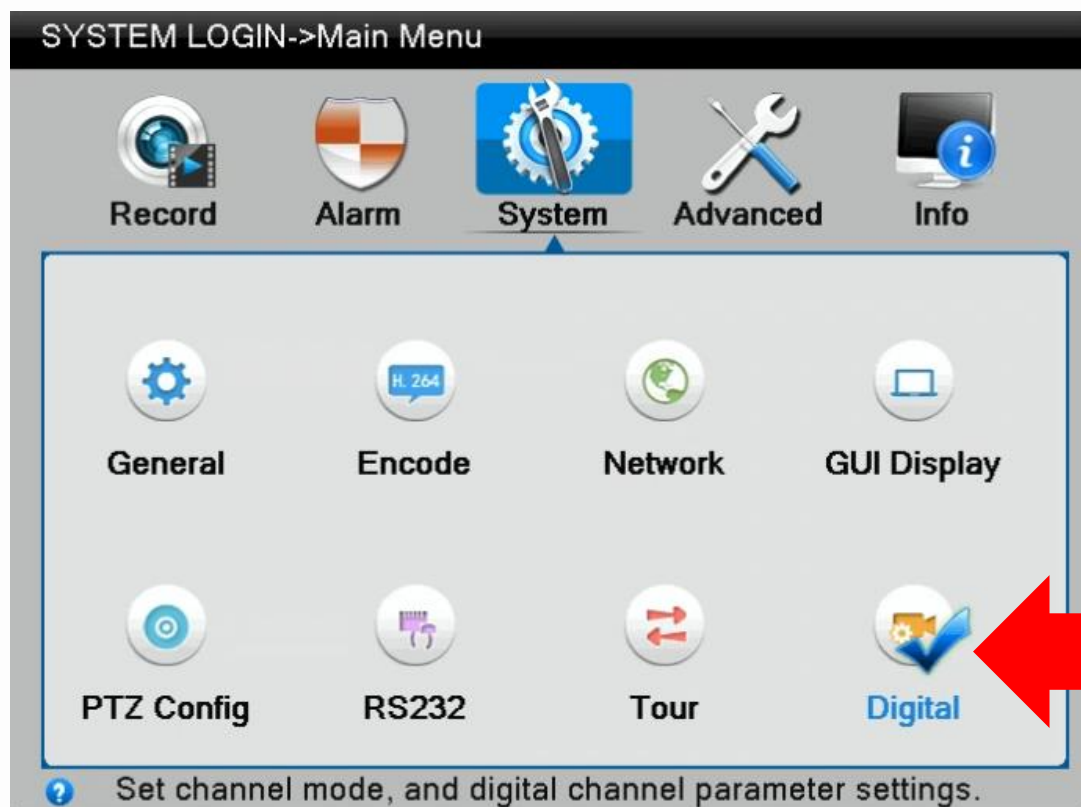 SYSTEM LOGIN->Main Menu
Record Alarm System Advanced Info
H. 264
General Encode Network GUI Display
PTZ Config RS232 Tour Digital
Set channel mode, and digital channel parameter settings.